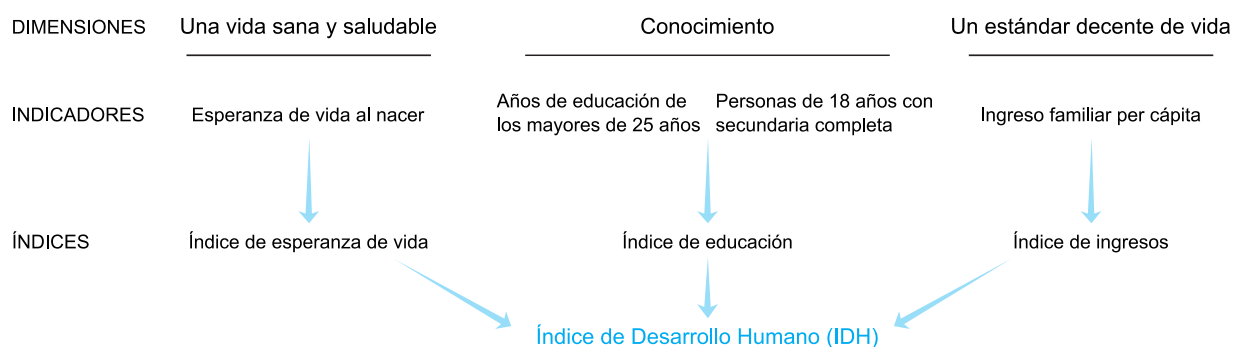 DIMENSIONES
Una vida sana y saludable
Conocimiento
Un estándar decente de vida
INDICADORES
Esperanza de vida al nacer
Años de educación de
los mayores de 25 años
Personas de 18 años con
secundaria completa
Ingreso familiar per cápita
ÍNDICES
Índice de esperanza de vida
Índice de educación
Índice de ingresos
Índice de Desarrollo Humano (IDH)